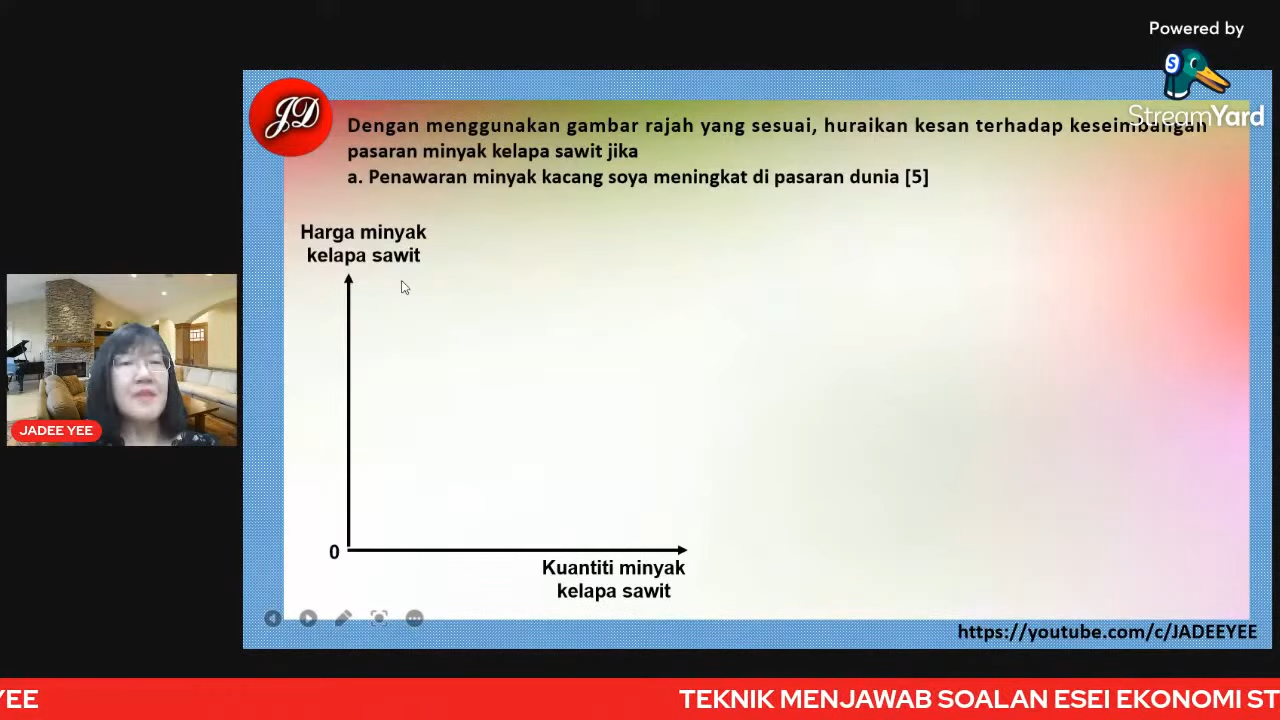 Powered by
StreamYard
JD
Dengan menggunakan gambar rajah yang sesuai, huraikan kesan terhadap keseimbangan
pasaran minyak kelapa sawit jika
a. Penawaran minyak kacang soya meningkat di pasaran dunia [5]
Harga minyak
kelapa sawit
JADEE YEE
0
Kuantiti minyak
kelapa sawit
https://youtube.com/c/JADEEYEE
YEE
TEKNIK MENJAWAB SOALAN ESEI EKONOMI ST